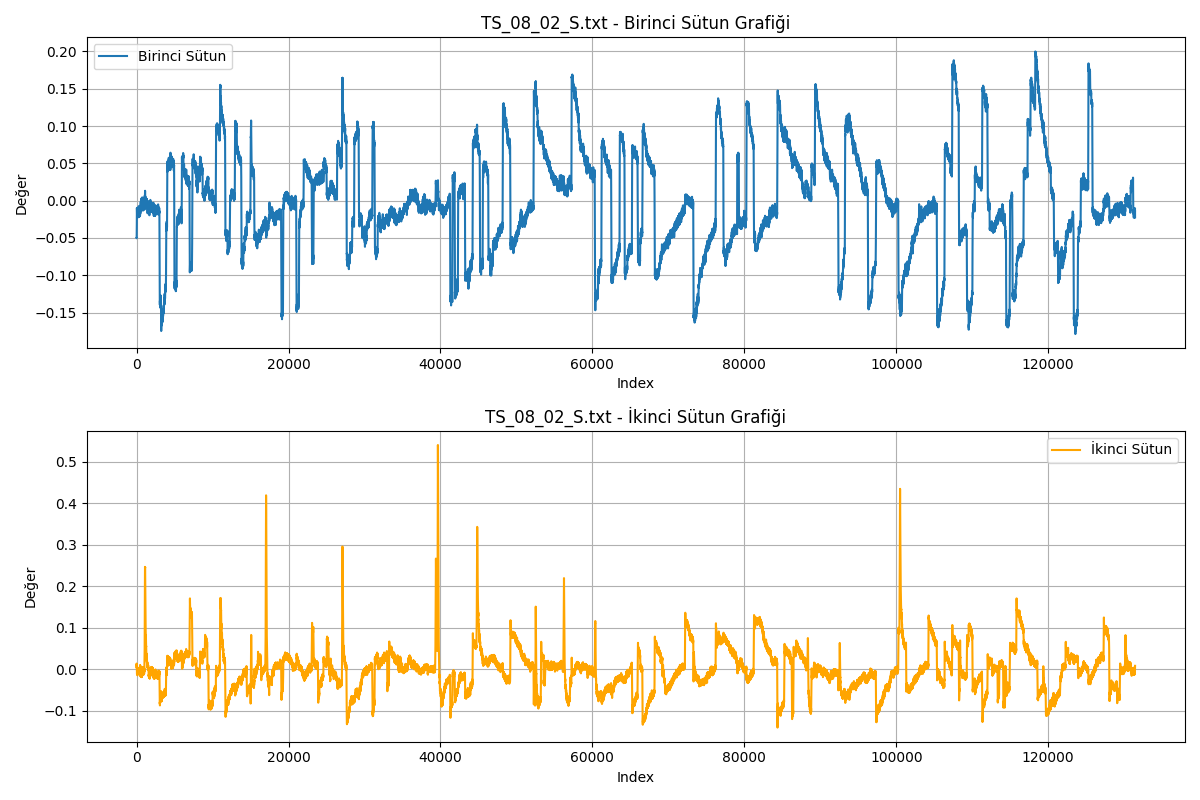 TS_08_02_S.txt - Birinci Sütun Grafiği
Birinci Sütun
Değer
0.20
0.15
0.10
0.05
0.00
−0.05
−0.10
−0.15
0 20000 40000 60000 80000 100000 120000
Index
TS_08_02_S.txt - İkinci Sütun Grafiği
İkinci Sütun
Değer
0.5
0.4
0.3
0.2
0.1
0.0
−0.1
0 20000 40000 60000 80000 100000 120000
Index